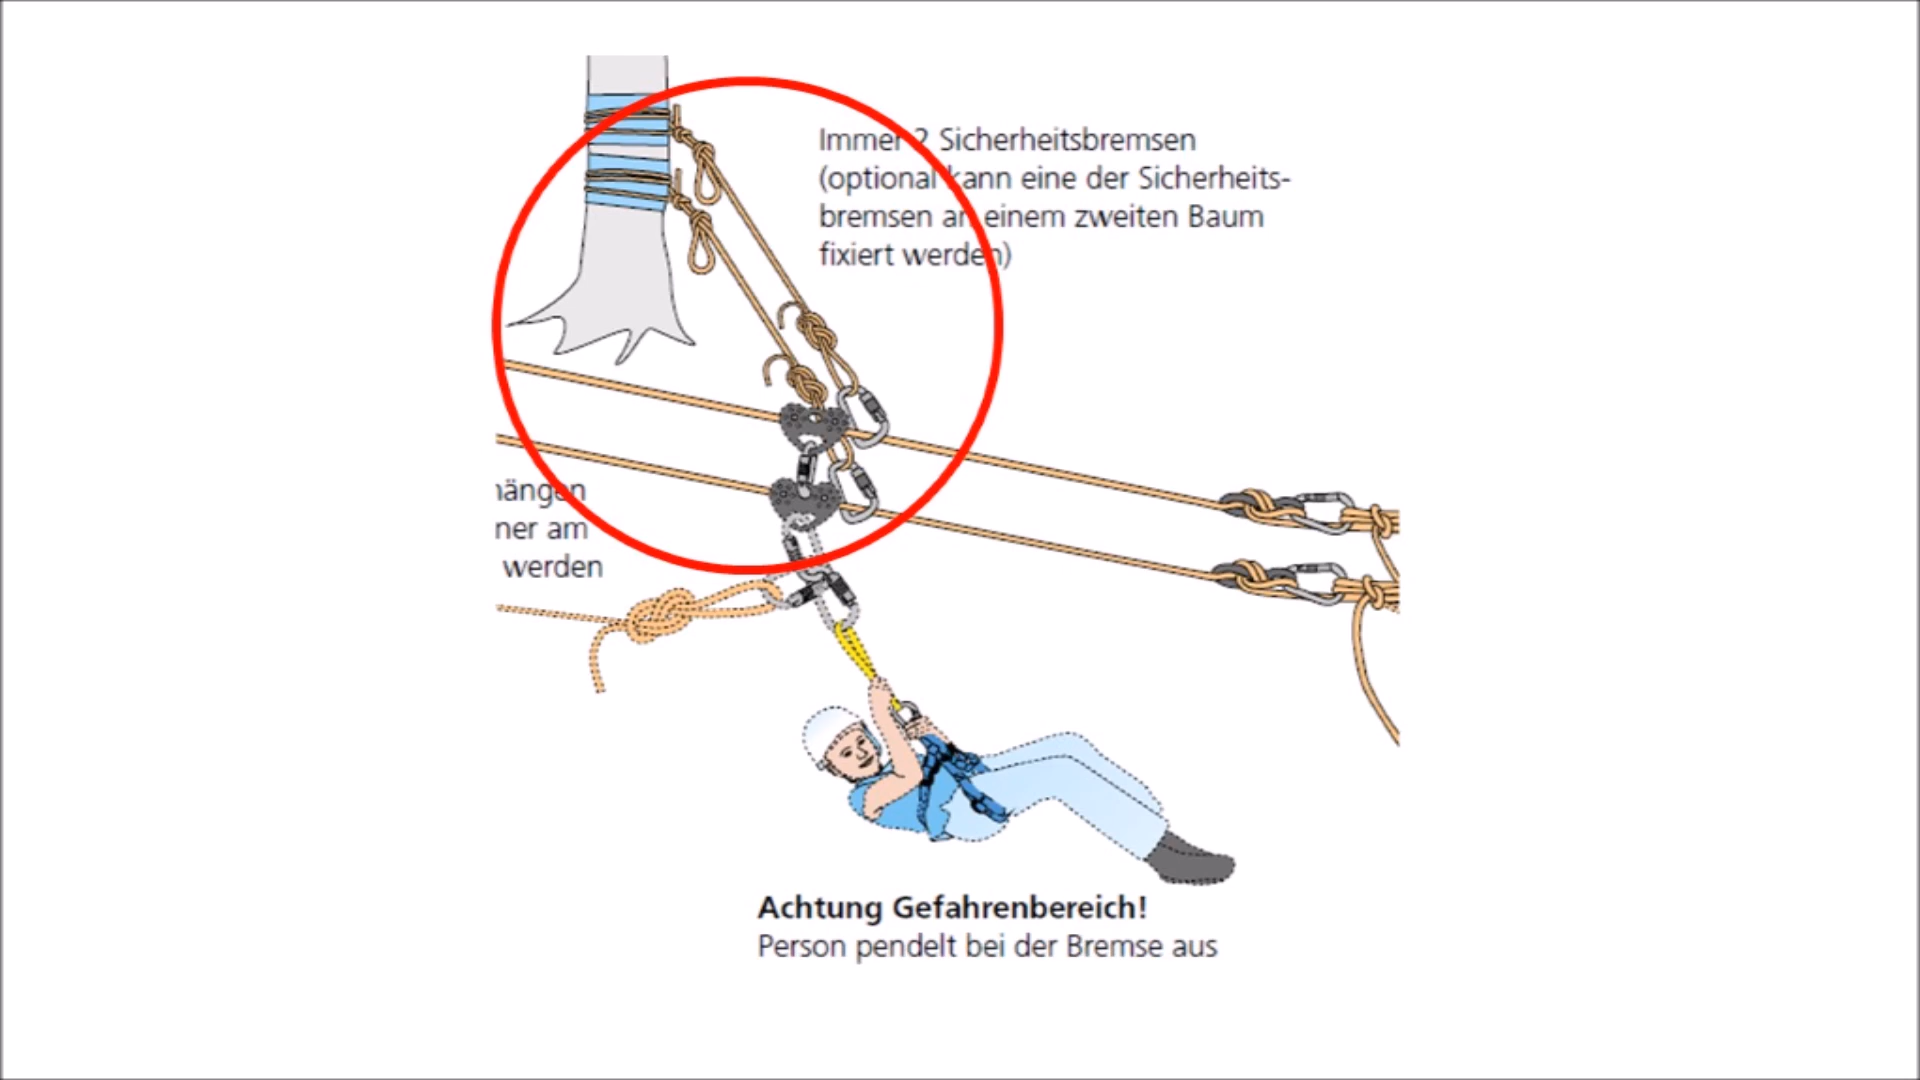 Immer 2 Sicherheitsbremsen
(optional kann eine der Sicherheits-
bremsen an einem zweiten Baum
fixiert werden)
hängen
ner am
werden
Achtung Gefahrenbereich!
Person pendelt bei der Bremse aus